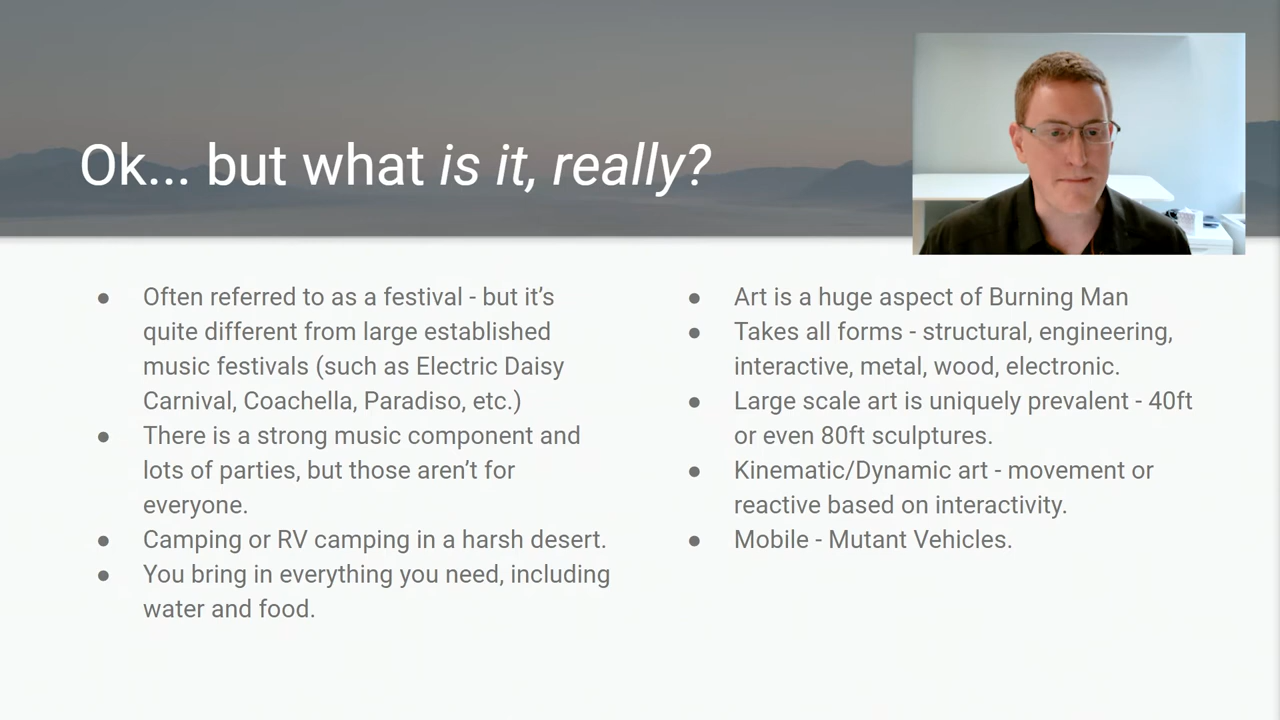 Ok... but what is it, really?
● Often referred to as a festival - but it’s
quite different from large established
music festivals (such as Electric Daisy
Carnival, Coachella, Paradiso, etc.)
● There is a strong music component and
lots of parties, but those aren’t for
everyone.
● Camping or RV camping in a harsh desert.
● You bring in everything you need, including
water and food.
● Art is a huge aspect of Burning Man
● Takes all forms - structural, engineering,
interactive, metal, wood, electronic.
● Large scale art is uniquely prevalent - 40ft
or even 80ft sculptures.
● Kinematic/Dynamic art - movement or
reactive based on interactivity.
● Mobile - Mutant Vehicles.